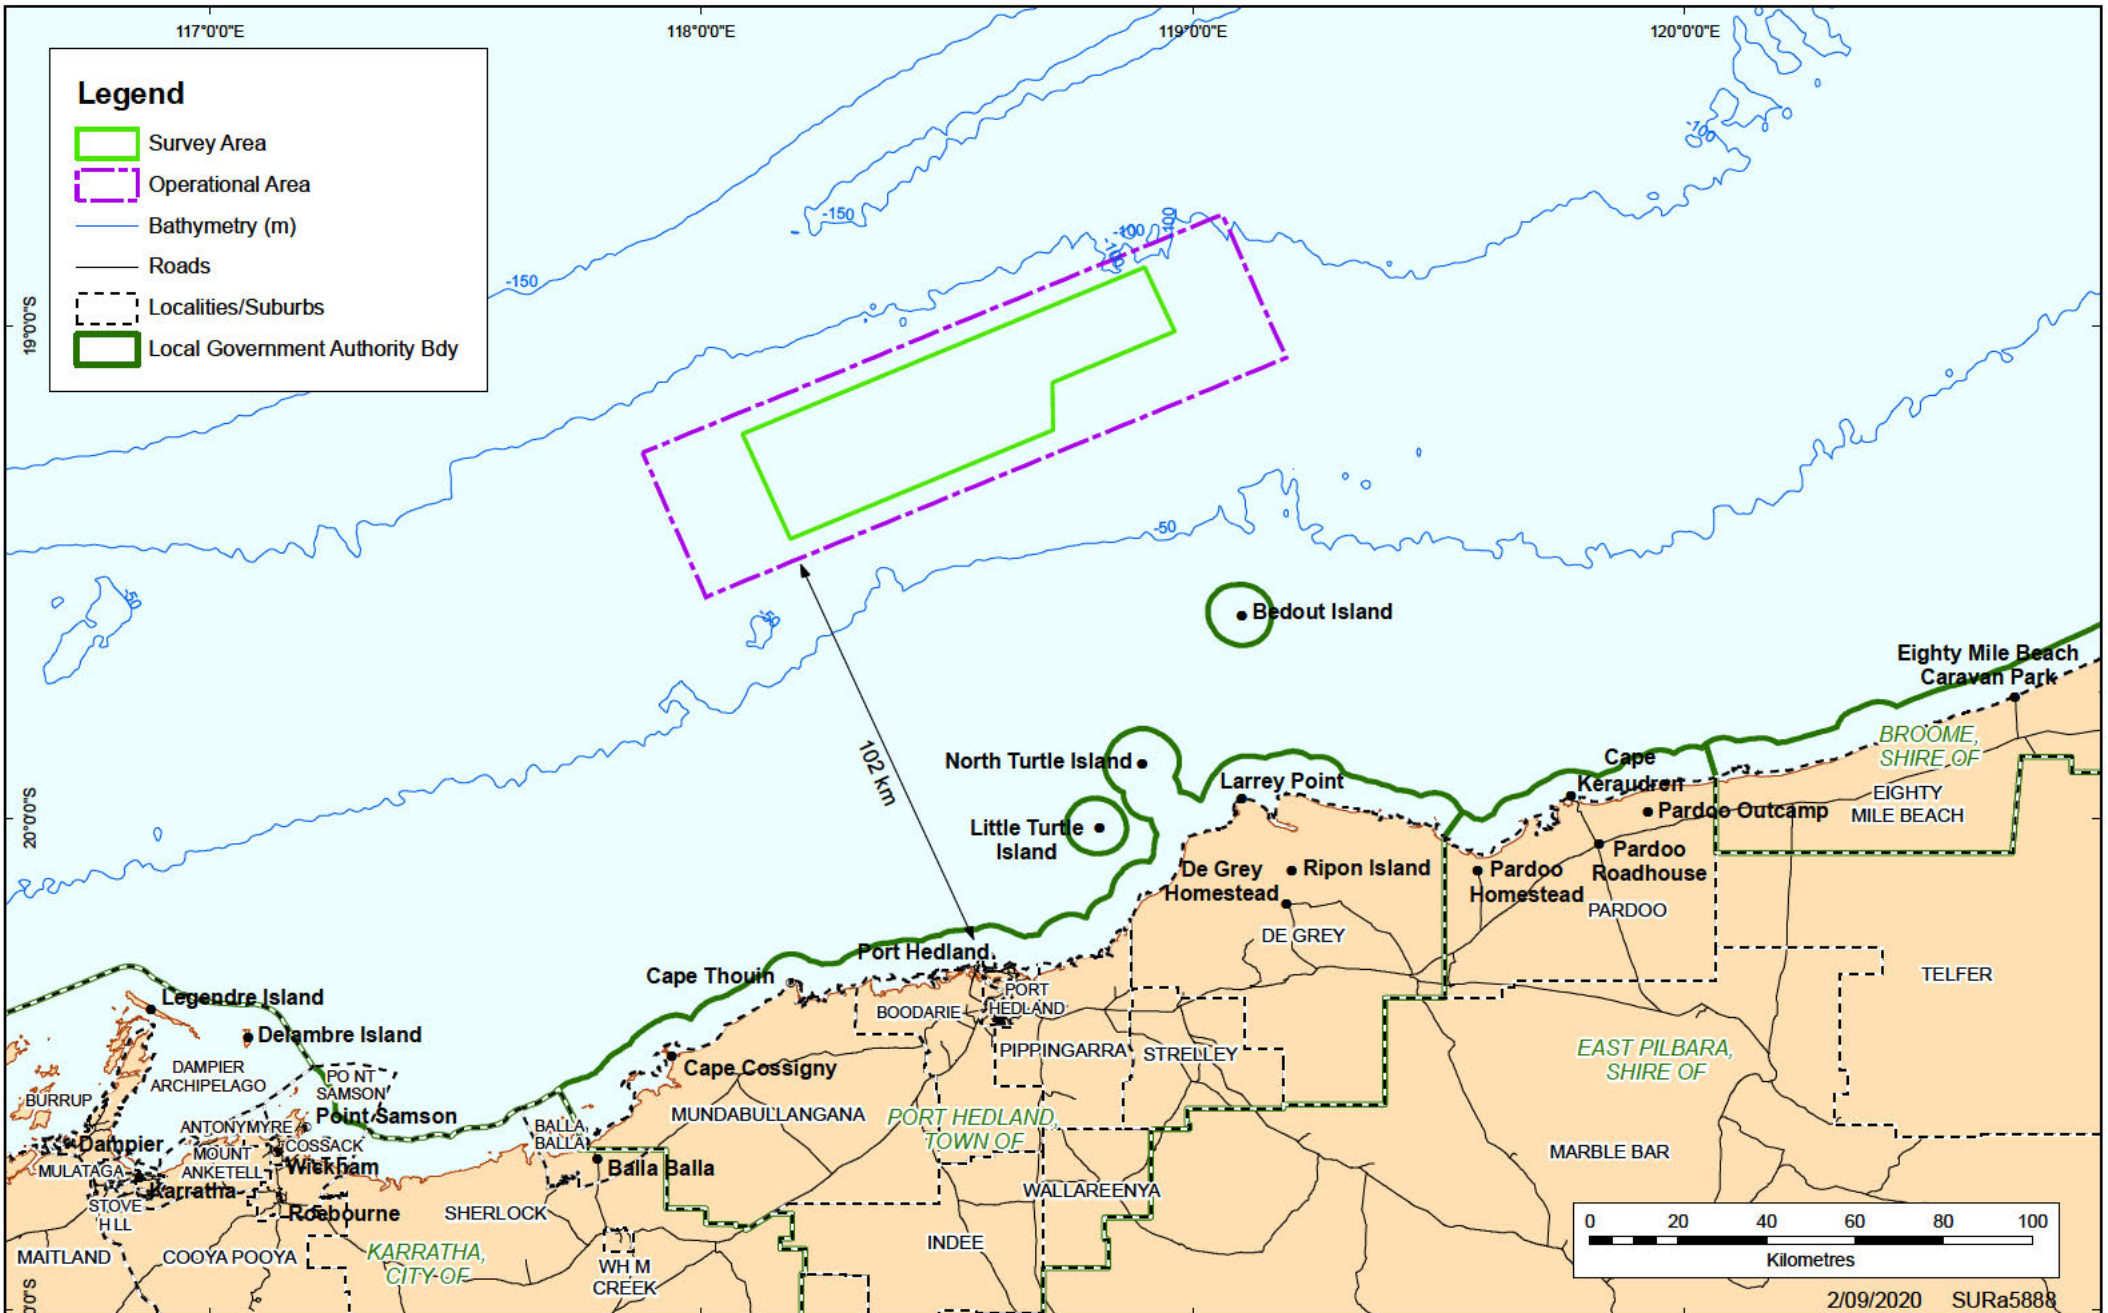 117°0'0"E
118°0'0"E
119°0'0"E
120°0'0"E
Legend
Survey Area
Operational Area
Bathymetry (m)
Roads
Localities/Suburbs
Local Government Authority Bdy
-100
-150
-100
-100
100
-150
19°0'0"S
-50
-50
-50
Bedout Island
Eighty Mile Beach
Caravan Park
102 km
North Turtle Island
Larrey Point
Cape
Keraudren
BROOME,
SHIRE OF
EIGHTY
MILE BEACH
Pardoo Outcamp
20°0'0"S
Little Turtle
Island
De Grey
Homestead
Ripon Island
Pardoo
Homestead
Pardoo
Roadhouse
PARDOO
DE GREY
TELFER
Port Hedland
Cape Thouin
PORT
HEDLAND
BOODARIE
Legendre Island
Delambre Island
DAMPIER
ARCHIPELAGO
PO NT
SAMSON
BURRUP
Point Samson
Cape Cossigny
PIPPINGARRA
STRELLEY
EAST PILBARA,
SHIRE OF
MUNDABULLANGANA
PORT HEDLAND,
TOWN OF
ANTONYMYRE
COSSACK
BALLA
BALLA
Dampier
MOUNT
ANKETELL
Wickham
MULATAGA
Karratha
Balla Balla
MARBLE BAR
WALLAREENYA
STOVE
H LL
Roebourne
SHERLOCK
MAITLAND
COOYA POOYA
KARRATHA,
CITY OF
WH M
CREEK
INDEE
0 20 40 60 80 100
Kilometres
0"S
2/09/2020 SURa5888